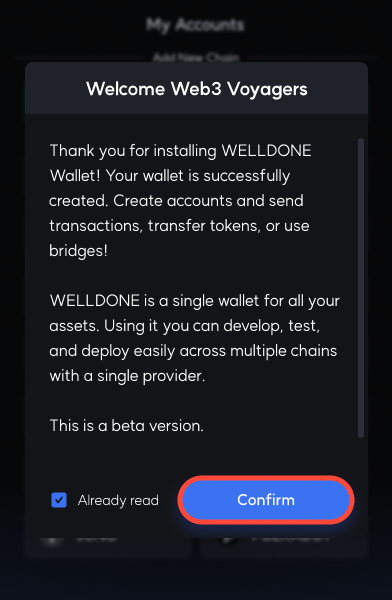 My Accounts
Add New Chain
Welcome Web3 Voyagers
Thank you for installing WELLDONE
Wallet! Your wallet is successfully
created. Create accounts and send
transactions, transfer tokens, or use
bridges!
WELLDONE is a single wallet for all your
assets. Using it you can develop, test,
and deploy easily across multiple chains
with a single provider.
This is a beta version.
Already read
Confirm